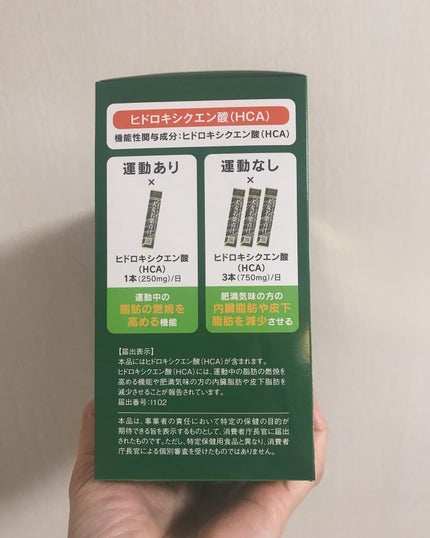 ヒドロキシクエン酸(HCA)
機能性関与成分:ヒドロキシクエン酸(HCA)
運動あり
×
ヒドロキシクエン酸
(HCA)
1本(250mg)/日
運動中の
脂肪の燃焼を
高める機能
運動なし
×
ヒドロキシクエン酸
(HCA)
3本(750mg)/日
肥満気味の方の
内臓脂肪や皮下
脂肪を減少させる
【届出表示】
本品にはヒドロキシクエン酸(HCA)が含まれます。
ヒドロキシクエン酸(HCA)には、運動中の脂肪の燃焼を
高める機能や肥満気味の方の内臓脂肪や皮下脂肪を
減少させることが報告されています。
届出番号:I102
本品は、事業者の責任において特定の保健の目的が
期待できる旨を表示するものとして、消費者庁長官に届出
されたものです。ただし、特定保健用食品と異なり、消費者
庁長官による個別審査を受けたものではありません。